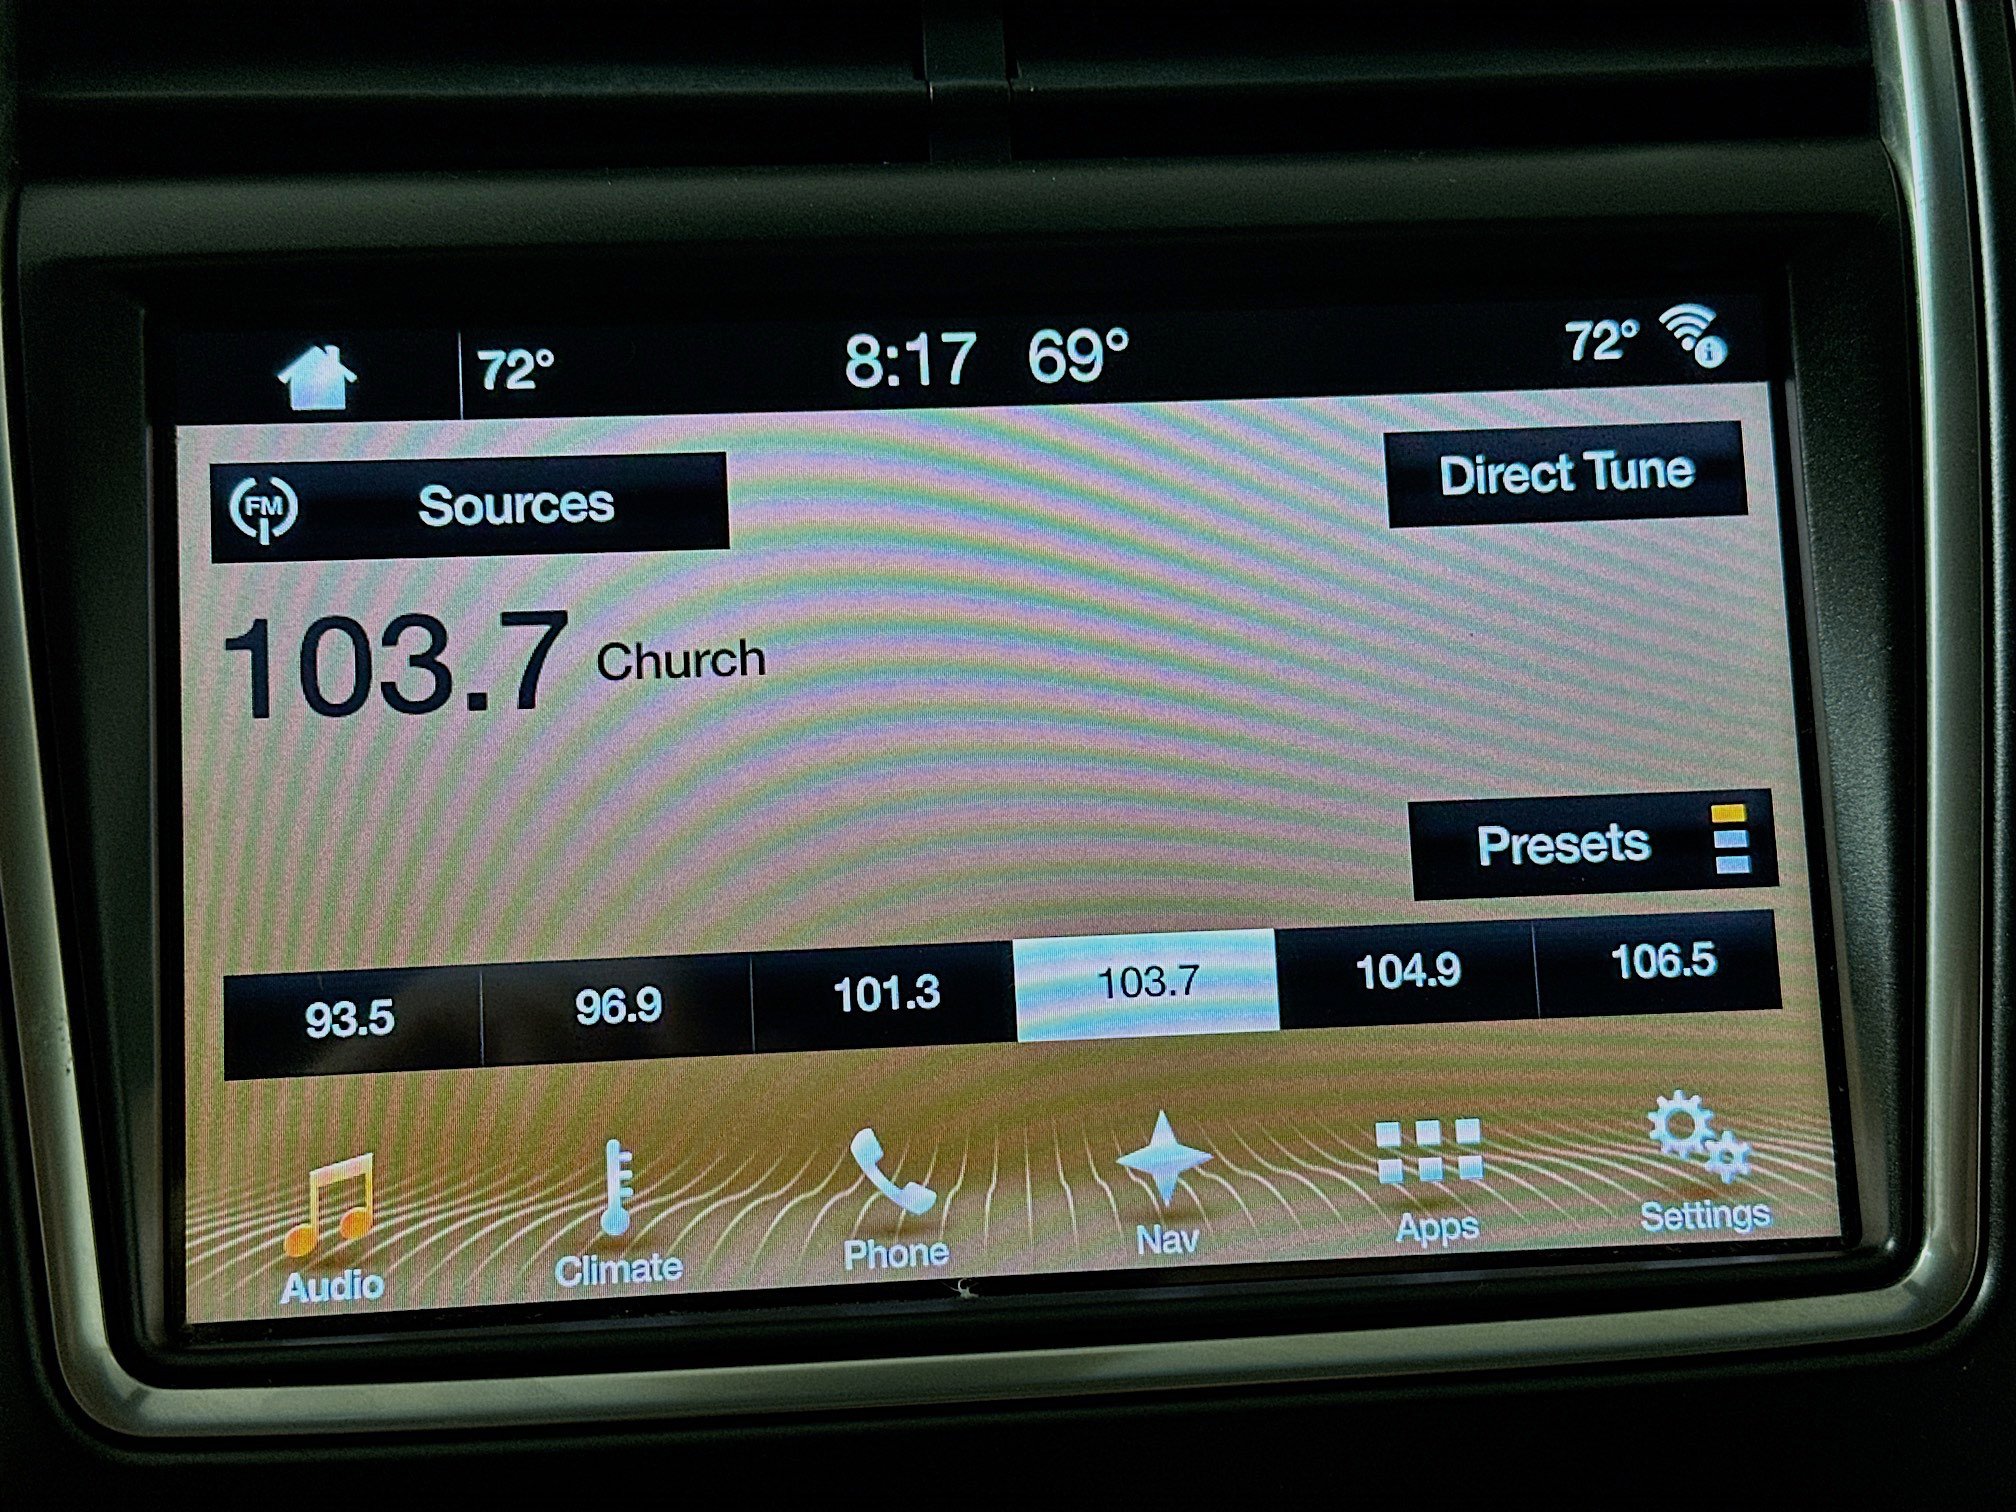 72° 8:17 69° 72°
FM Sources Direct Tune
103.7 Church
Presets
93.5 96.9 101.3 103.7 104.9 106.5
Audio Climate Phone Nav Apps Settings